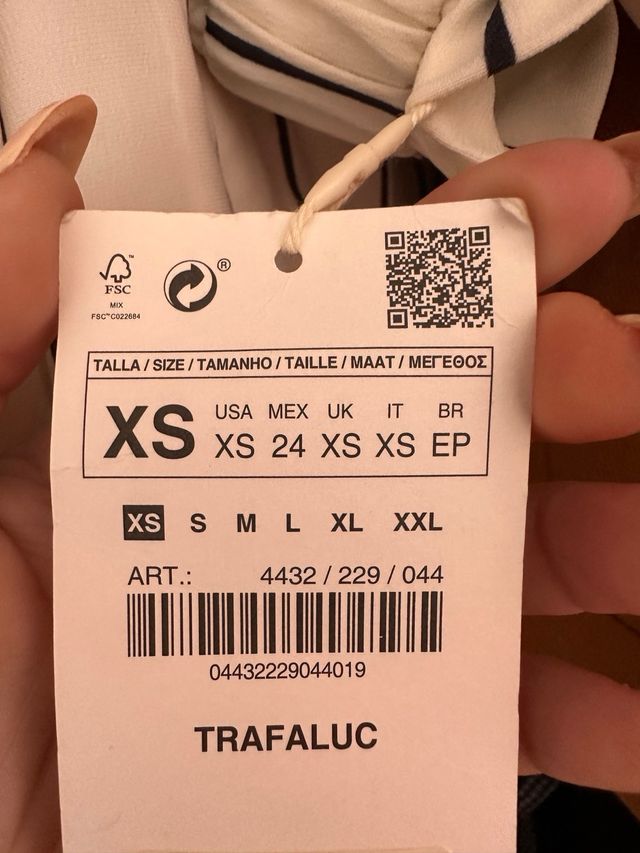 ®
™
FSC
MIX
FSC™ C022684
TALLA / SIZE / TAMANHO / TAILLE / MAAT / ΜΕΓΕΘΟΣ
XS
USA MEX UK IT BR
XS 24 XS XS EP
XS S M L XL XXL
ART.: 4432 / 229 / 044
04432229044019
TRAFALUC